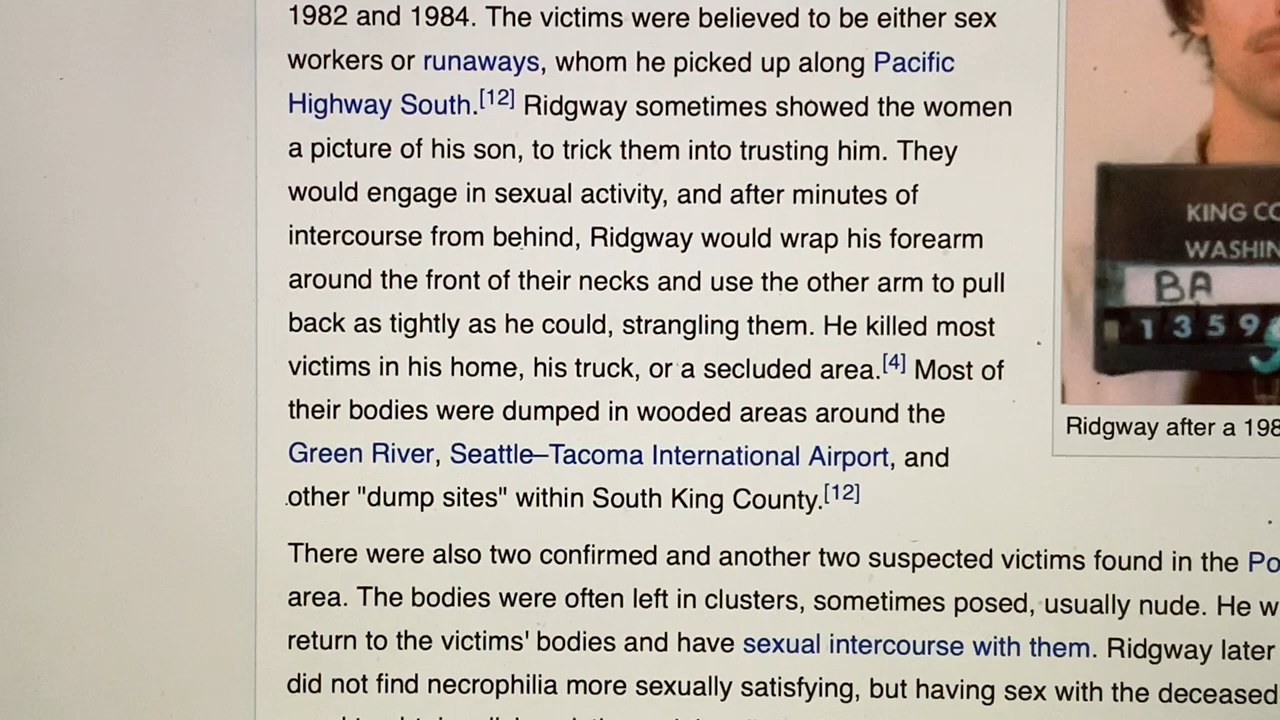 1982 and 1984. The victims were believed to be either sex
workers or runaways, whom he picked up along Pacific
Highway South.[12] Ridgway sometimes showed the women
a picture of his son, to trick them into trusting him. They
would engage in sexual activity, and after minutes of
intercourse from behind, Ridgway would wrap his forearm
around the front of their necks and use the other arm to pull
back as tightly as he could, strangling them. He killed most
victims in his home, his truck, or a secluded area.[4] Most of
their bodies were dumped in wooded areas around the
Green River, Seattle–Tacoma International Airport, and
other "dump sites" within South King County.[12]
KING CO
WASHIN
BA
1359
Ridgway after a 198
There were also two confirmed and another two suspected victims found in the Po
area. The bodies were often left in clusters, sometimes posed, usually nude. He w
return to the victims' bodies and have sexual intercourse with them. Ridgway later
did not find necrophilia more sexually satisfying, but having sex with the deceased